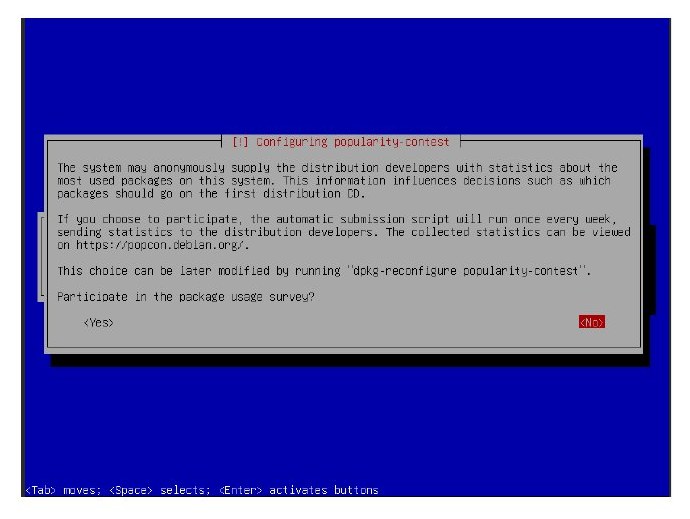 [!] Configuring popularity-contest
The system may anonymously supply the distribution developers with statistics about the
most used packages on this system. This information influences decisions such as which
packages should go on the first distribution CD.
If you choose to participate, the automatic submission script will run once every week,
sending statistics to the distribution developers. The collected statistics can be viewed
on https://popcon.debian.org/.
This choice can be later modified by running "dpkg-reconfigure popularity-contest".
Participate in the package usage survey?
<Yes> <No>
<Tab> moves; <Space> selects; <Enter> activates buttons